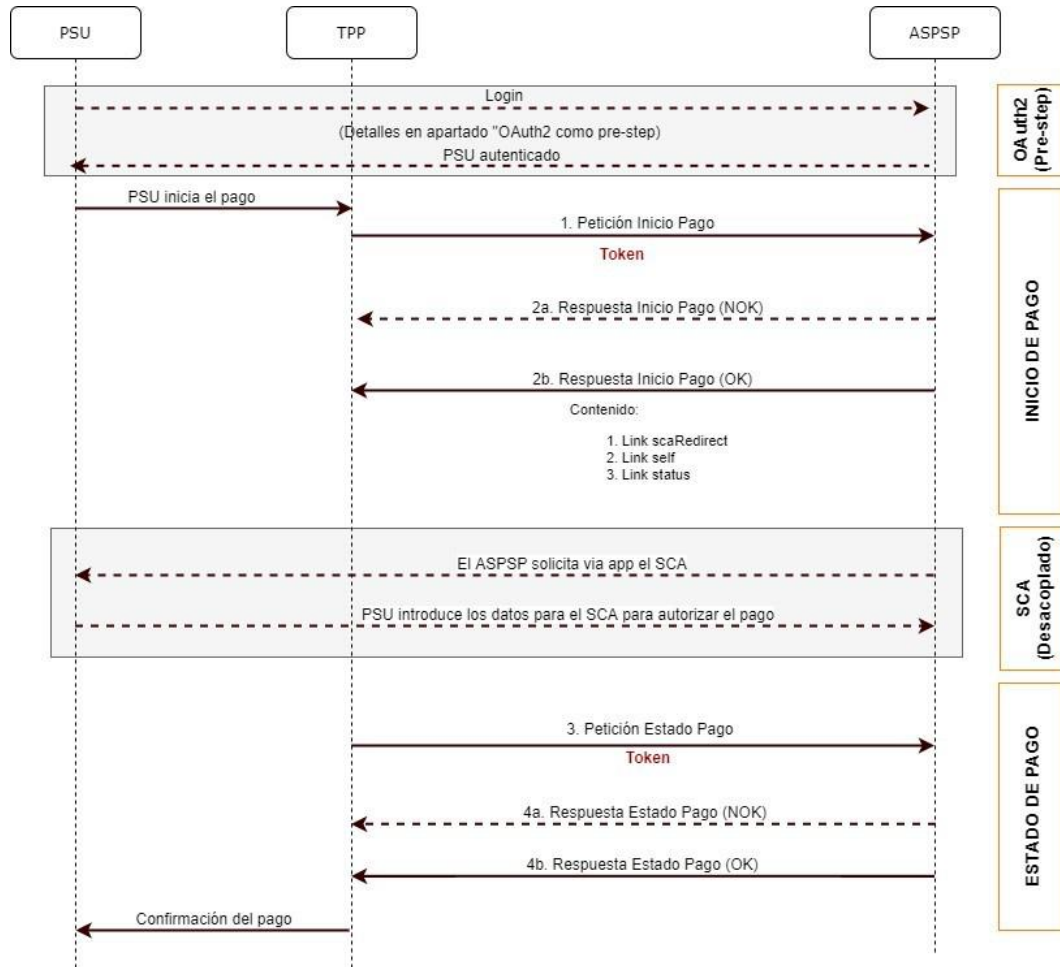 PSU
TPP
ASPSP
Login
(Detalles en apartado "OAuth2 como pre-step)
PSU autenticado
OAuth2
(Pre-step)
PSU inicia el pago
1. Petición Inicio Pago
Token
2a. Respuesta Inicio Pago (NOK)
2b. Respuesta Inicio Pago (OK)
Contenido:
1. Link scaRedirect
2. Link self
3. Link status
INICIO DE PAGO
El ASPSP solicita via app el SCA
PSU introduce los datos para el SCA para autorizar el pago
SCA
(Desacoplado)
3. Petición Estado Pago
Token
4a. Respuesta Estado Pago (NOK)
4b. Respuesta Estado Pago (OK)
Confirmación del pago
ESTADO DE PAGO